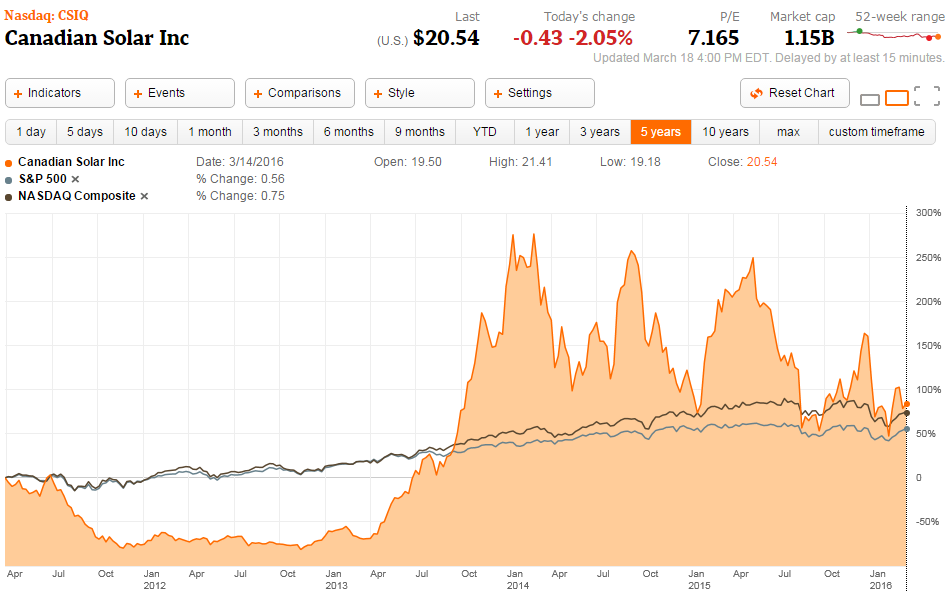 Nasdaq: CSIQ
Canadian Solar Inc
Last
(U.S.) $20.54
Today's change
-0.43 -2.05%
P/E
7.165
Market cap
1.15B
52-week range
Updated March 18 4:00 PM EDT. Delayed by at least 15 minutes.
+ Indicators
+ Events
+ Comparisons
+ Style
+ Settings
Reset Chart
1 day 5 days 10 days 1 month 3 months 6 months 9 months YTD 1 year 3 years 5 years 10 years max custom timeframe
Canadian Solar Inc Date: 3/14/2016 Open: 19.50 High: 21.41 Low: 19.18 Close: 20.54
S&P 500 × % Change: 0.56
NASDAQ Composite × % Change: 0.75
300%
250%
200%
150%
100%
50%
0
-50%
Apr Jul Oct Jan Apr Jul Oct Jan Apr Jul Oct Jan Apr Jul Oct Jan Apr Jul Oct Jan
2012 2013 2014 2015 2016